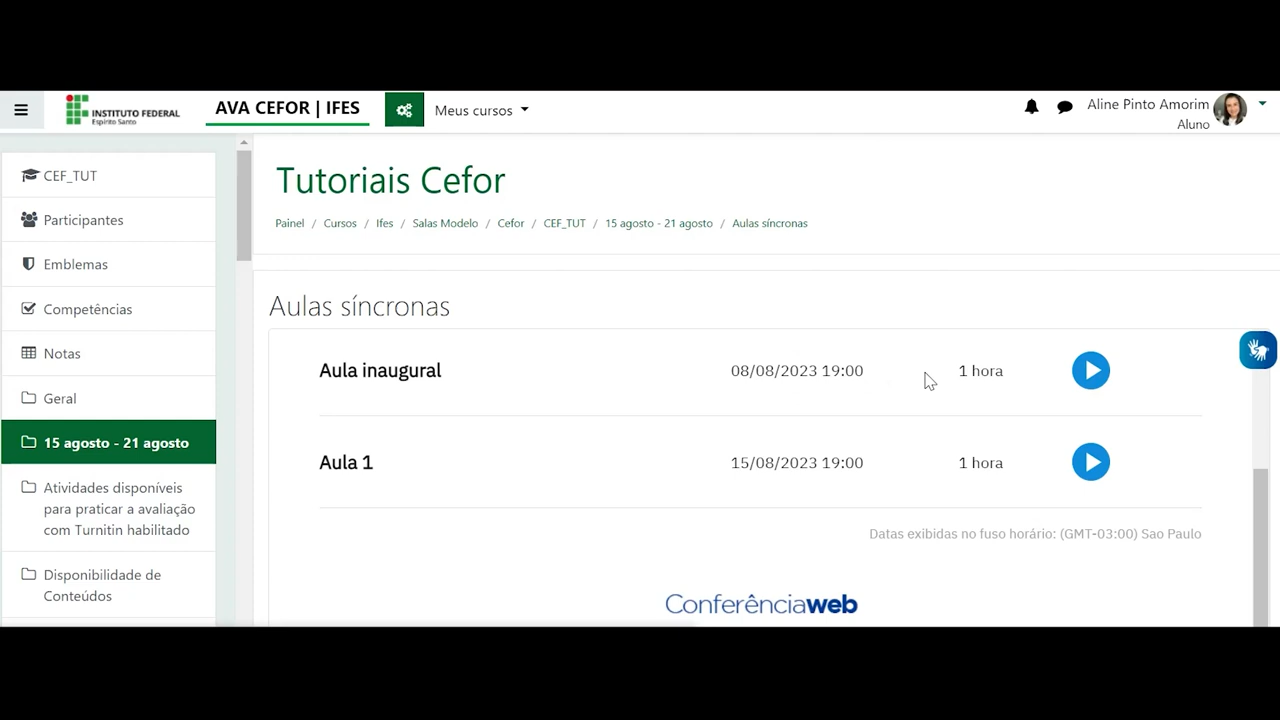 INSTITUTO FEDERAL
Espírito Santo
AVA CEFOR | IFES
Meus cursos
Aline Pinto Amorim
Aluno
CEF_TUT
Participantes
Emblemas
Competências
Notas
Geral
15 agosto - 21 agosto
Atividades disponíveis
para praticar a avaliação
com Turnitin habilitado
Disponibilidade de
Conteúdos
Tutoriais Cefor
Painel / Cursos / Ifes / Salas Modelo / Cefor / CEF_TUT / 15 agosto - 21 agosto / Aulas síncronas
Aulas síncronas
Aula inaugural 08/08/2023 19:00 1 hora
Aula 1 15/08/2023 19:00 1 hora
Datas exibidas no fuso horário: (GMT-03:00) Sao Paulo
Conferênciaweb